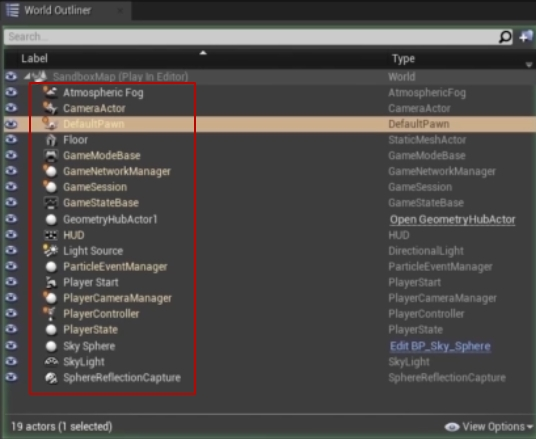 World Outliner
Search...
Label Type
SandboxMap (Play In Editor) World
Atmospheric Fog AtmosphericFog
CameraActor CameraActor
DefaultPawn DefaultPawn
Floor StaticMeshActor
GameModeBase GameModeBase
GameNetworkManager GameNetworkManager
GameSession GameSession
GameStateBase GameStateBase
GeometryHubActor1 Open GeometryHubActor
HUD HUD
Light Source DirectionalLight
ParticleEventManager ParticleEventManager
Player Start PlayerStart
PlayerCameraManager PlayerCameraManager
PlayerController PlayerController
PlayerState PlayerState
Sky Sphere Edit BP_Sky_Sphere
SkyLight SkyLight
SphereReflectionCapture SphereReflectionCapture
19 actors (1 selected) View Options